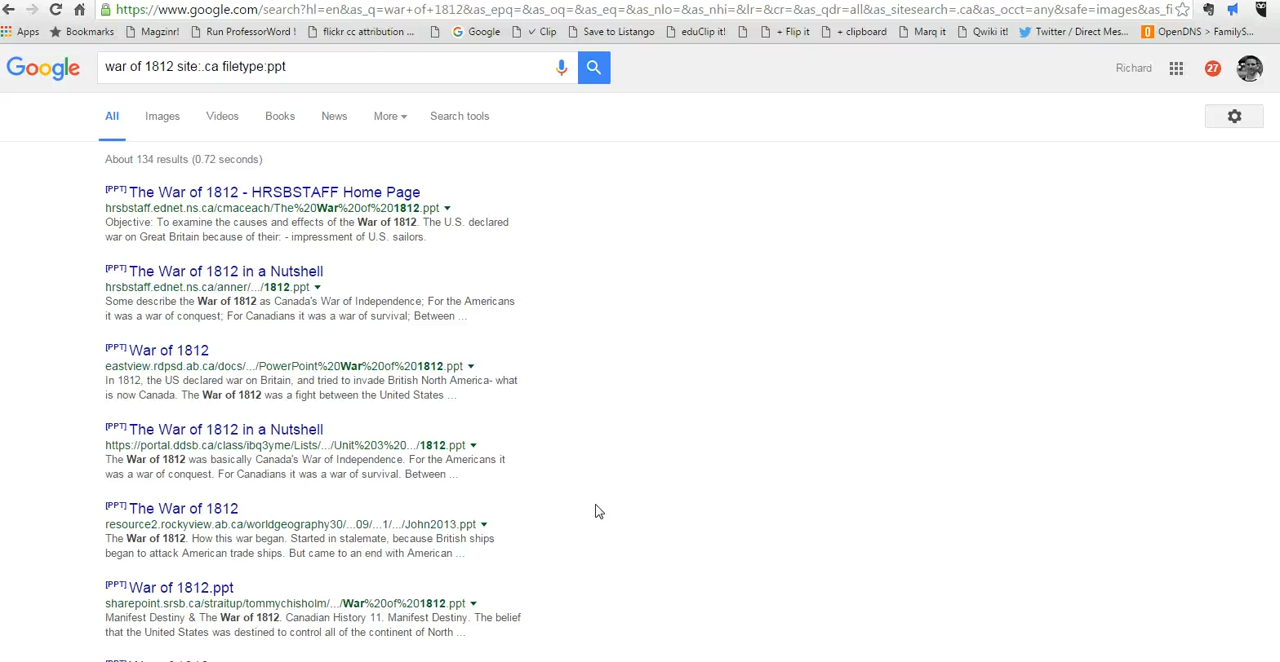 https://www.google.com/search?hl=en&as_q=war+of+1812&as_epq=&as_oq=&as_eq=&as_nlo=&as_nhi=&lr=&cr=&as_qdr=all&as_sitesearch=.ca&as_occt=any&safe=images&as_fi
Apps Bookmarks Magzinr! Run ProfessorWord ! flickr cc attribution ... Google ✓ Clip Save to Listango eduClip it! + Flip it + clipboard Marq it Qwiki it! Twitter / Direct Mes... OpenDNS > FamilyS...
Google war of 1812 site:.ca filetype:ppt Richard 27
All Images Videos Books News More Search tools
About 134 results (0.72 seconds)
[PPT] The War of 1812 - HRSBSTAFF Home Page
hrsbstaff.ednet.ns.ca/cmaceach/The%20War%20of%201812.ppt
Objective: To examine the causes and effects of the War of 1812. The U.S. declared
war on Great Britain because of their: - impressment of U.S. sailors.
[PPT] The War of 1812 in a Nutshell
hrsbstaff.ednet.ns.ca/anner/.../1812.ppt
Some describe the War of 1812 as Canada's War of Independence; For the Americans
it was a war of conquest; For Canadians it was a war of survival; Between ...
[PPT] War of 1812
eastview.rdpsd.ab.ca/docs/.../PowerPoint%20War%20of%201812.ppt
In 1812, the US declared war on Britain, and tried to invade British North America- what
is now Canada. The War of 1812 was a fight between the United States ...
[PPT] The War of 1812 in a Nutshell
https://portal.ddsb.ca/class/ibq3yme/Lists/.../Unit%203%20.../1812.ppt
The War of 1812 was basically Canada's War of Independence. For the Americans it
was a war of conquest. For Canadians it was a war of survival. Between ...
[PPT] The War of 1812
resource2.rockyview.ab.ca/worldgeography30/...09/...1/.../John2013.ppt
The War of 1812. How this war began. Started in stalemate, because British ships
began to attack American trade ships. But came to an end with American ...
[PPT] War of 1812.ppt
sharepoint.srsb.ca/straitup/tommychisholm/.../War%20of%201812.ppt
Manifest Destiny & The War of 1812. Canadian History 11. Manifest Destiny. The belief
that the United States was destined to control all of the continent of North ...